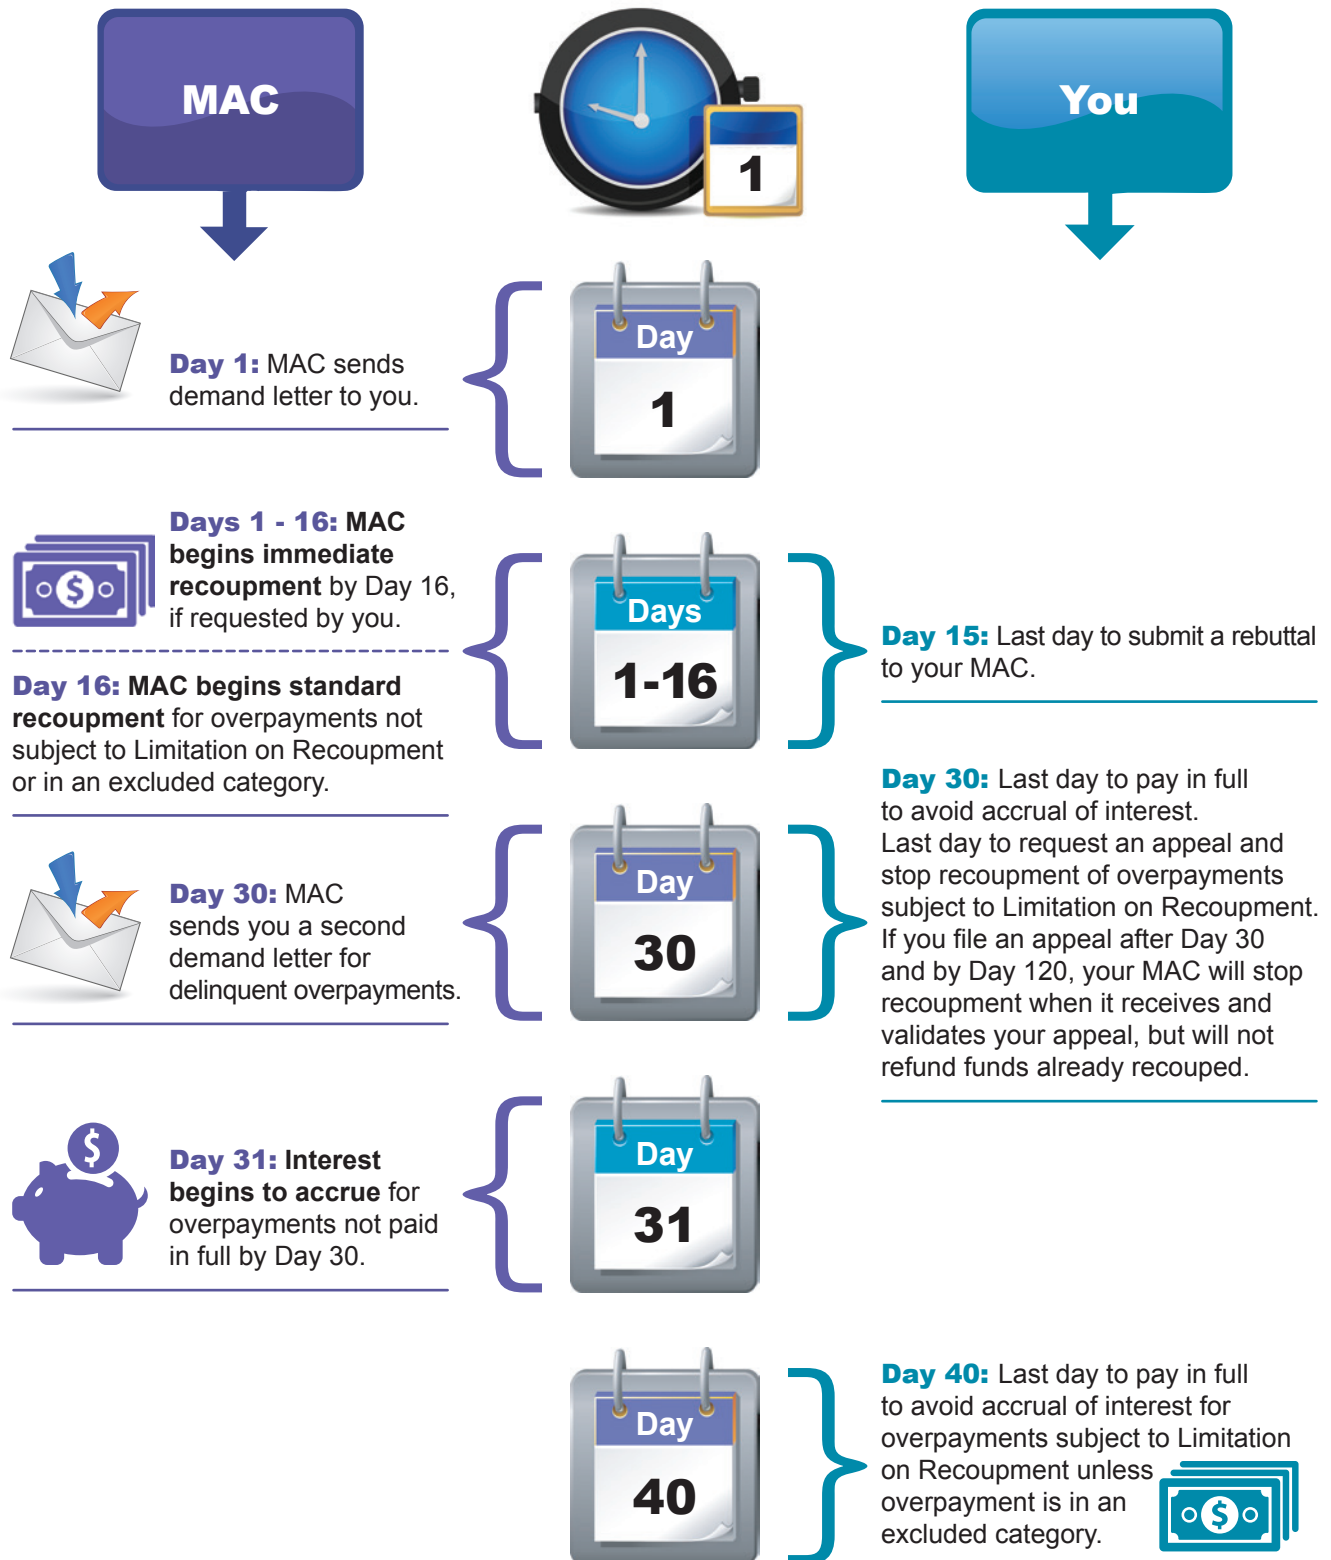 MAC
1
You
Day 1: MAC sends
demand letter to you.
Day
1
Days 1 - 16: MAC
begins immediate
recoupment by Day 16,
if requested by you.
Day 16: MAC begins standard
recoupment for overpayments not
subject to Limitation on Recoupment
or in an excluded category.
Days
1-16
Day 15: Last day to submit a rebuttal
to your MAC.
Day 30: MAC
sends you a second
demand letter for
delinquent overpayments.
Day
30
Day 30: Last day to pay in full
to avoid accrual of interest.
Last day to request an appeal and
stop recoupment of overpayments
subject to Limitation on Recoupment.
If you file an appeal after Day 30
and by Day 120, your MAC will stop
recoupment when it receives and
validates your appeal, but will not
refund funds already recouped.
$
Day 31: Interest
begins to accrue for
overpayments not paid
in full by Day 30.
Day
31
Day
40
Day 40: Last day to pay in full
to avoid accrual of interest for
overpayments subject to Limitation
on Recoupment unless
overpayment is in an
excluded category.
$